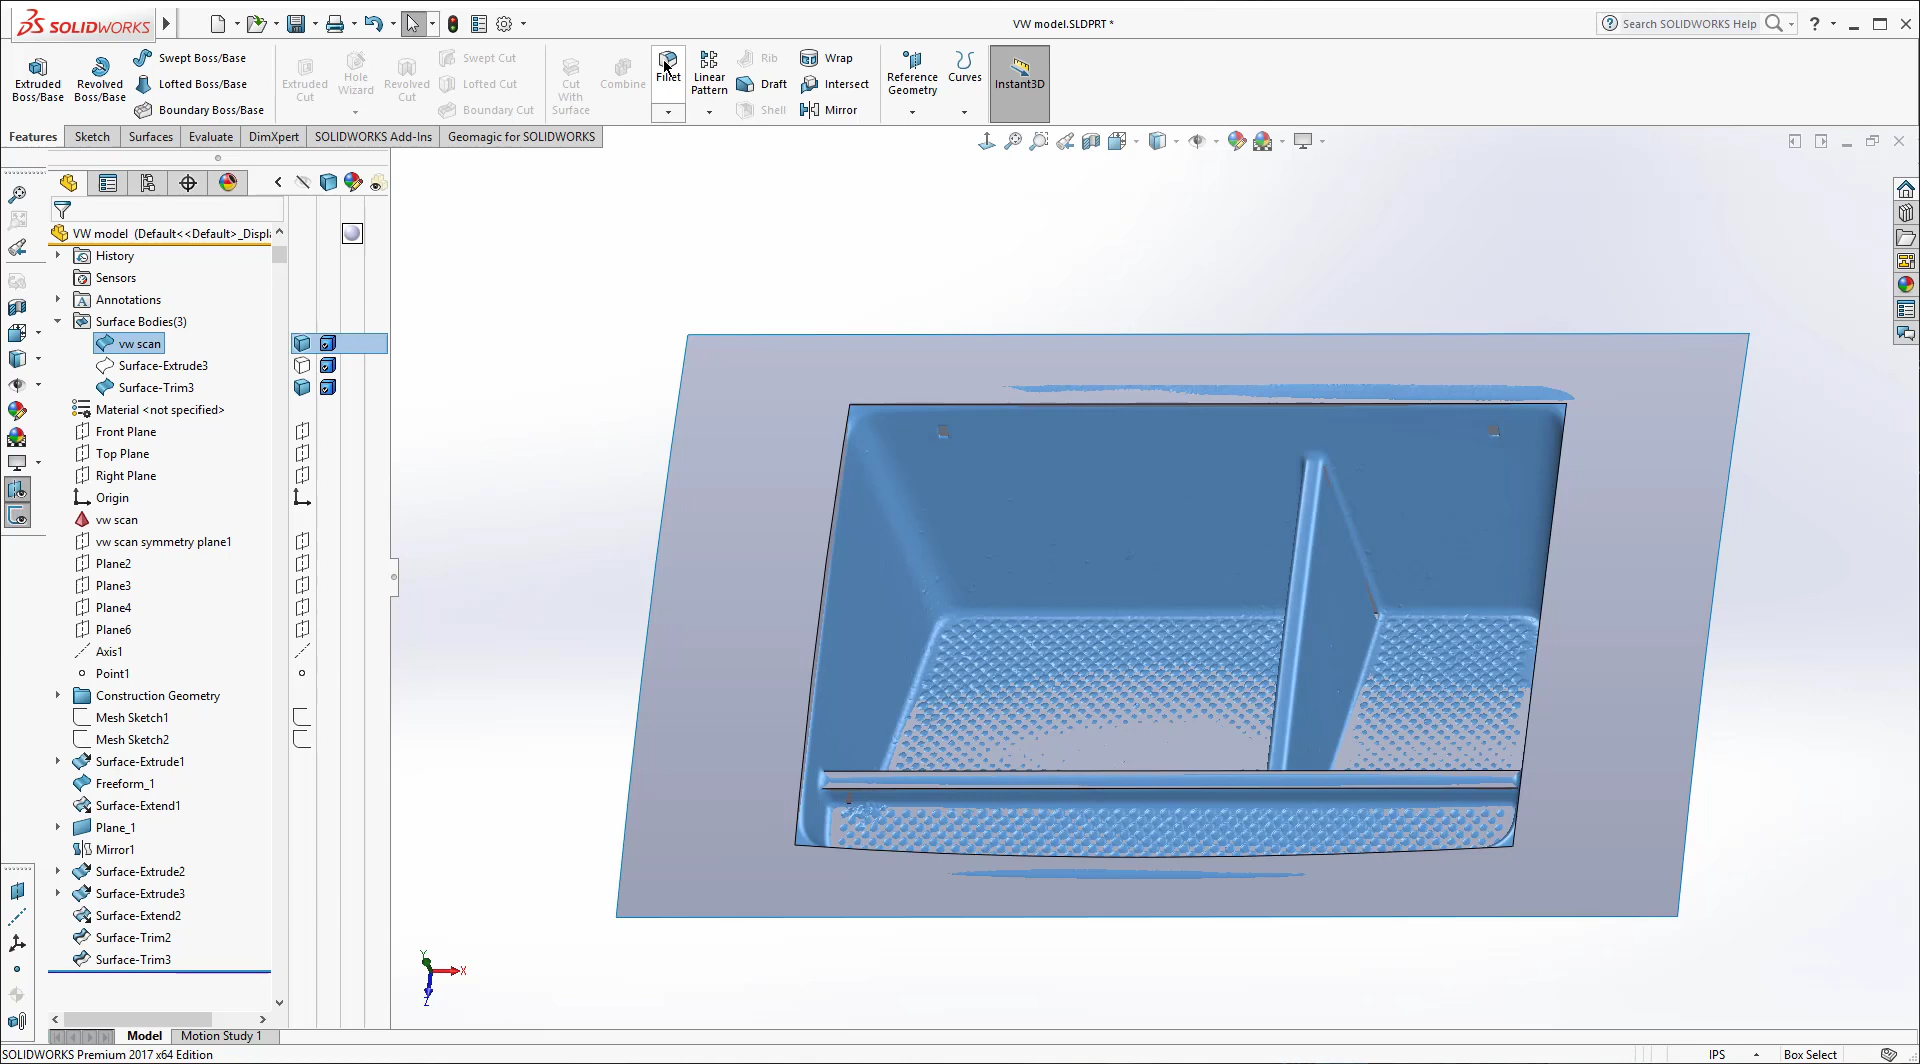 SOLIDWORKS
VW model.SLDPRT *
Search SOLIDWORKS Help
Extruded Boss/Base
Revolved Boss/Base
Swept Boss/Base
Lofted Boss/Base
Boundary Boss/Base
Extruded Cut
Hole Wizard
Revolved Cut
Swept Cut
Lofted Cut
Boundary Cut
Cut With Surface
Combine
Fillet
Linear Pattern
Rib
Draft
Shell
Wrap
Intersect
Mirror
Reference Geometry
Curves
Instant3D
Features
Sketch
Surfaces
Evaluate
DimXpert
SOLIDWORKS Add-Ins
Geomagic for SOLIDWORKS
VW model (Default<<Default>_Displ
History
Sensors
Annotations
Surface Bodies(3)
vw scan
Surface-Extrude3
Surface-Trim3
Material <not specified>
Front Plane
Top Plane
Right Plane
Origin
vw scan
vw scan symmetry plane1
Plane2
Plane3
Plane4
Plane6
Axis1
Point1
Construction Geometry
Mesh Sketch1
Mesh Sketch2
Surface-Extrude1
Freeform_1
Surface-Extend1
Plane_1
Mirror1
Surface-Extrude2
Surface-Extrude3
Surface-Extend2
Surface-Trim2
Surface-Trim3
Y
X
Z
Model
Motion Study 1
SOLIDWORKS Premium 2017 x64 Edition
IPS
Box Select